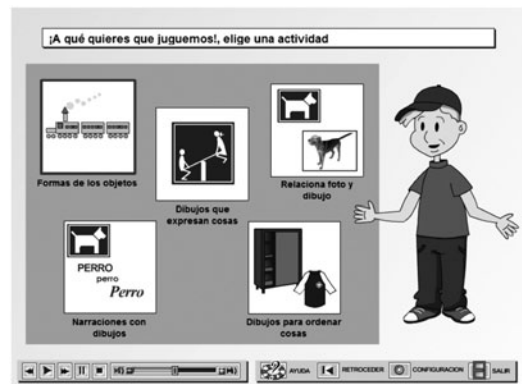 ¡A qué quieres que juguemos!, elige una actividad
Formas de los objetos
Dibujos que
expresan cosas
Relaciona foto y
dibujo
PERRO
perro
Perro
Narraciones con
dibujos
Dibujos para ordenar
cosas
AYUDA
RETROCEDER
CONFIGURACION
SALIR